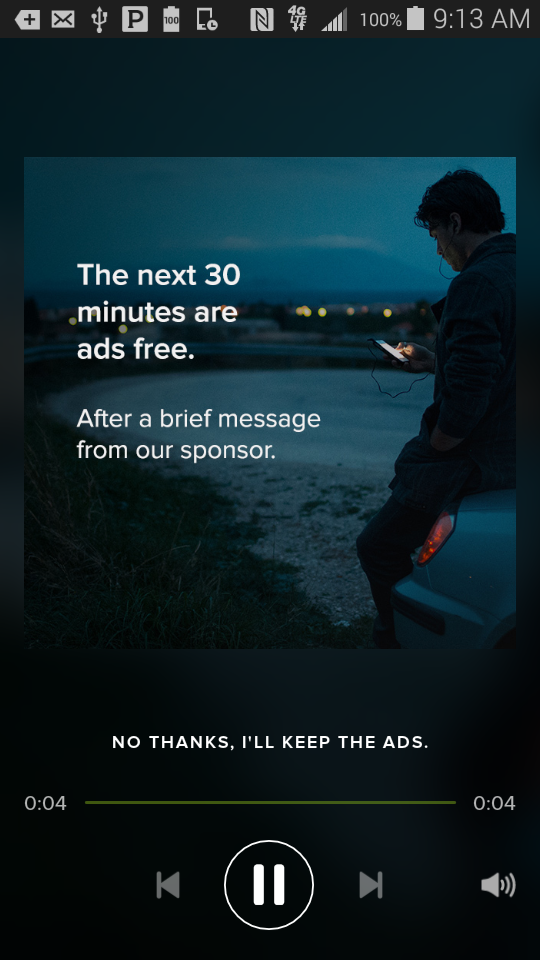 P
100
4G
LTE
100%
9:13 AM
The next 30
minutes are
ads free.
After a brief message
from our sponsor.
NO THANKS, I'LL KEEP THE ADS.
0:04
0:04